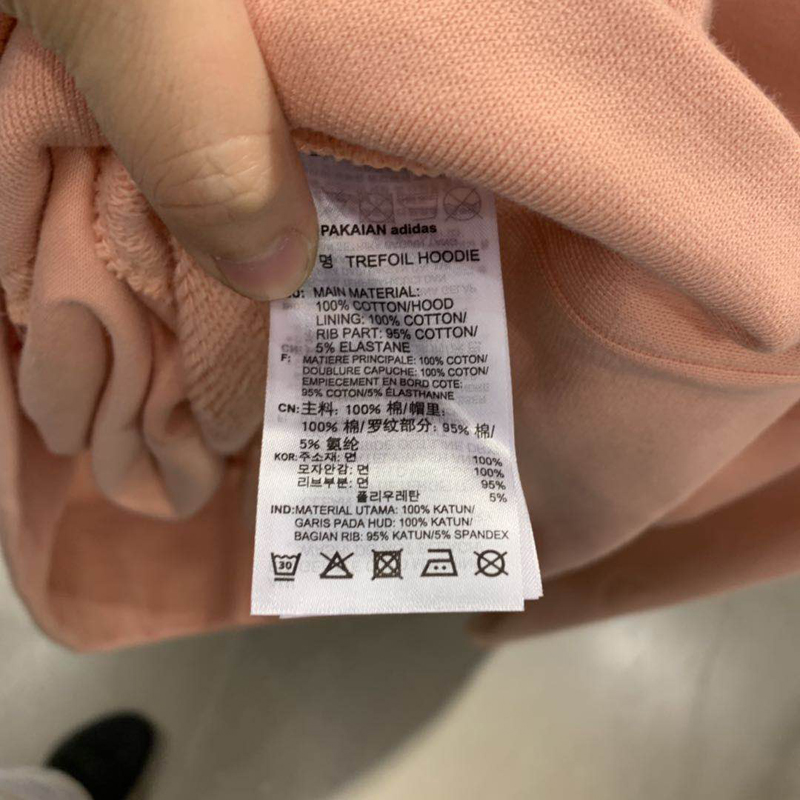 PAKAIAN adidas
명 TREFOIL HOODIE
MAIN MATERIAL:
100% COTTON/HOOD
LINING: 100% COTTON/
RIB PART: 95% COTTON/
5% ELASTANE
F: MATIERE PRINCIPALE: 100% COTON/
DOUBLURE CAPUCHE: 100% COTON/
EMPIECEMENT EN BORD COTE:
95% COTON/5% ÉLASTHANNE
CN: 主料: 100% 棉/帽里:
100% 棉/罗纹部分: 95% 棉/
5% 氨纶
KOR: 주소재: 면 100%
모자안감: 면 100%
리브부분: 면 95%
폴리우레탄 5%
IND: MATERIAL UTAMA: 100% KATUN/
GARIS PADA HUD: 100% KATUN/
BAGIAN RIB: 95% KATUN/5% SPANDEX
30